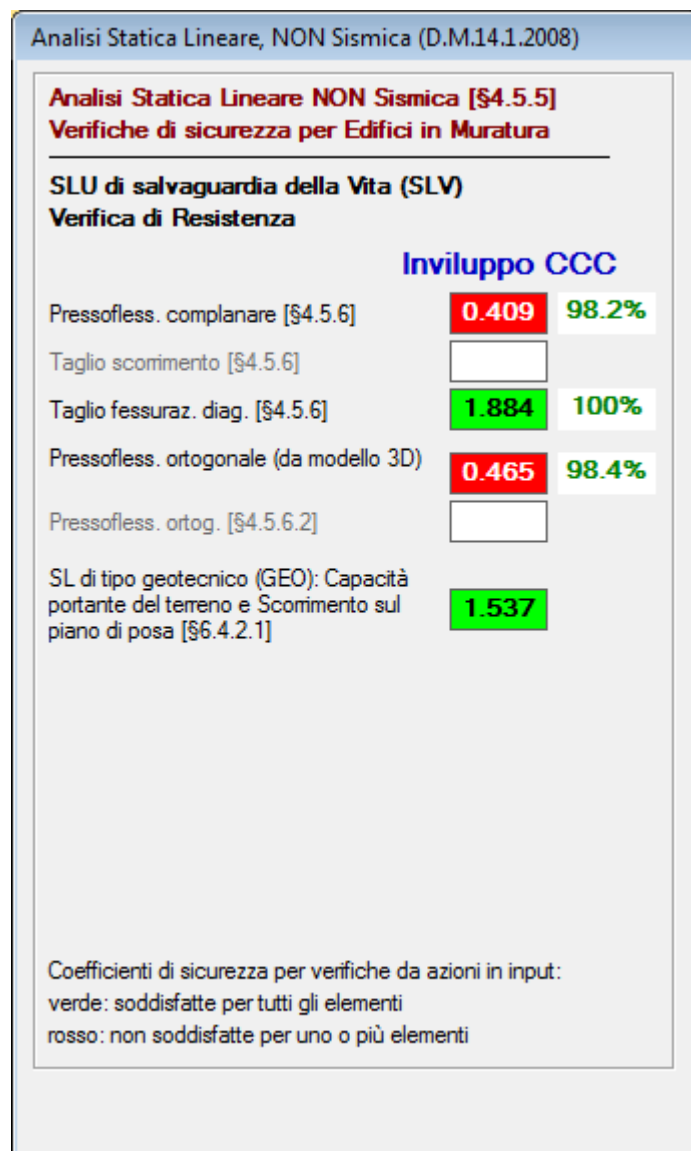 Analisi Statica Lineare, NON Sismica (D.M.14.1.2008)
Analisi Statica Lineare NON Sismica [§4.5.5]
Verifiche di sicurezza per Edifici in Muratura
SLU di salvaguardia della Vita (SLV)
Verifica di Resistenza
Inviluppo CCC
Pressofless. complanare [§4.5.6] 0.409 98.2%
Taglio scorrimento [§4.5.6]
Taglio fessuraz. diag. [§4.5.6] 1.884 100%
Pressofless. ortogonale (da modello 3D) 0.465 98.4%
Pressofless. ortog. [§4.5.6.2]
SL di tipo geotecnico (GEO): Capacità
portante del terreno e Scorrimento sul 1.537
piano di posa [§6.4.2.1]
Coefficienti di sicurezza per verifiche da azioni in input:
verde: soddisfatte per tutti gli elementi
rosso: non soddisfatte per uno o più elementi